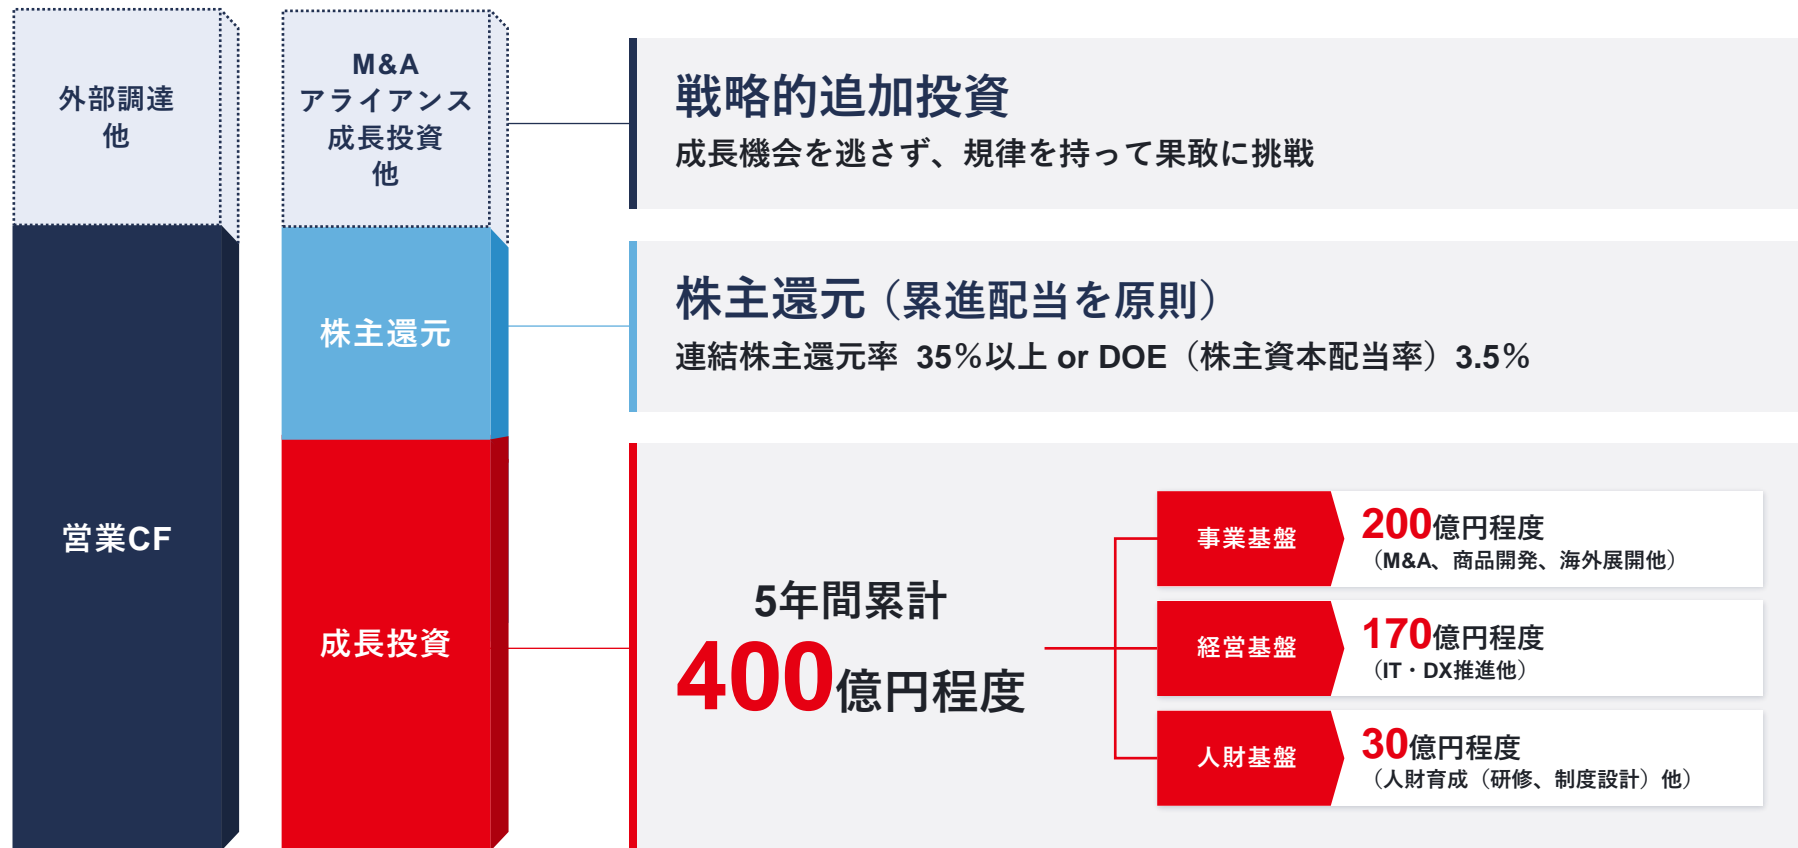 外部調達
他
営業CF
M&A
アライアンス
成長投資
他
株主還元
成長投資
戦略的追加投資
成長機会を逃さず、規律を持って果敢に挑戦
株主還元（累進配当を原則）
連結株主還元率 35%以上 or DOE（株主資本配当率）3.5%
5年間累計
400億円程度
事業基盤
200億円程度
（M&A、商品開発、海外展開他）
経営基盤
170億円程度
（IT・DX推進他）
人財基盤
30億円程度
（人財育成（研修、制度設計）他）